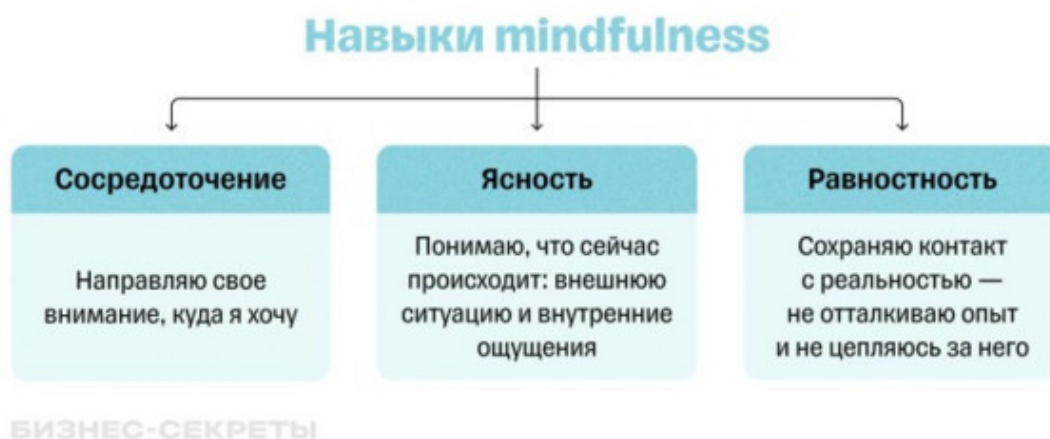 Навыки mindfulness
Сосредоточение
Направляю свое
внимание, куда я хочу
Ясность
Понимаю, что сейчас
происходит: внешнюю
ситуацию и внутренние
ощущения
Равностность
Сохраняю контакт
с реальностью —
не отталкиваю опыт
и не цепляюсь за него
БИЗНЕС-СЕКРЕТЫ